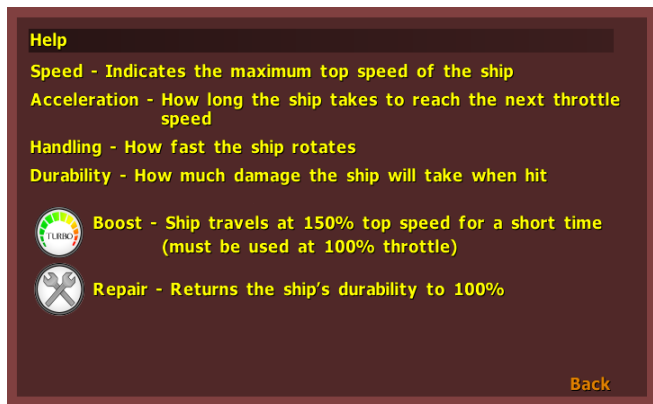 Help
Speed - Indicates the maximum top speed of the ship
Acceleration - How long the ship takes to reach the next throttle
speed
Handling - How fast the ship rotates
Durability - How much damage the ship will take when hit
TURBO
Boost - Ship travels at 150% top speed for a short time
(must be used at 100% throttle)
Repair - Returns the ship's durability to 100%
Back